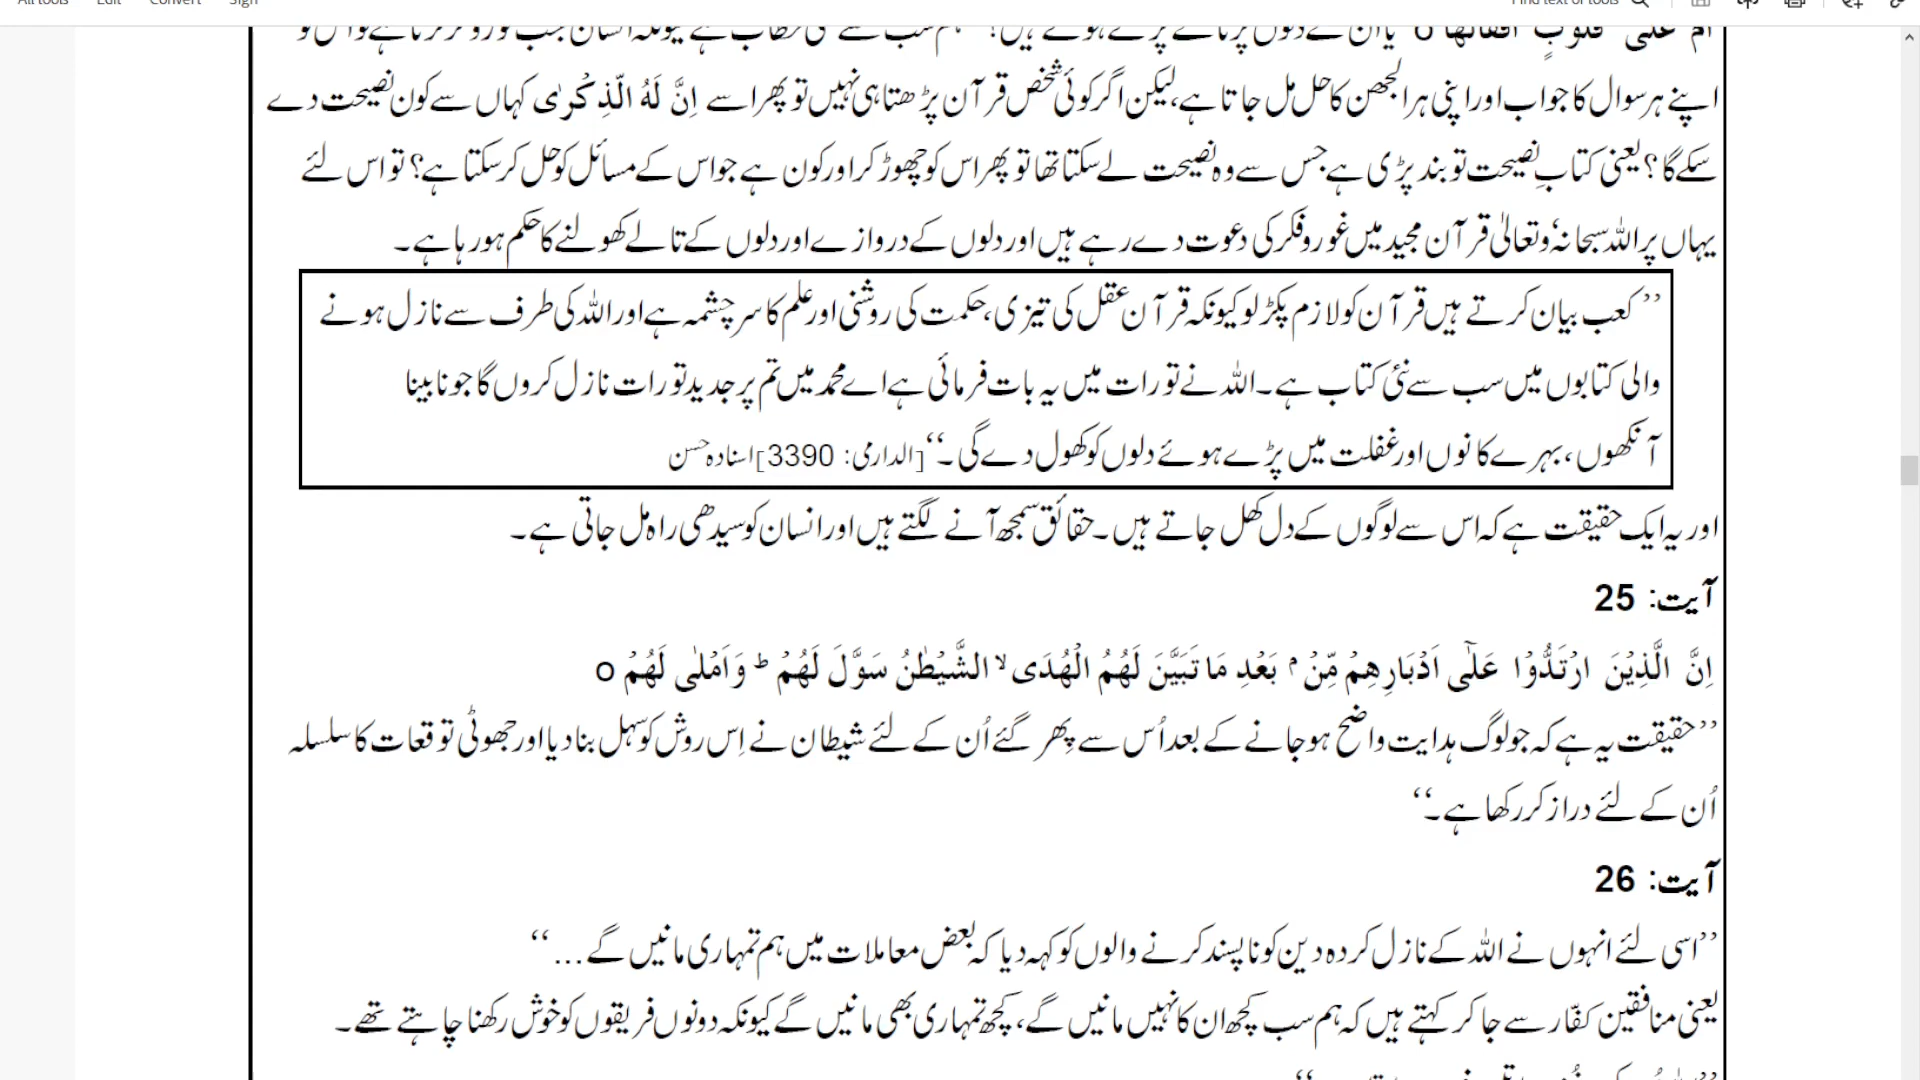 All tools Edit Convert Sign Find text or tools
اَمْ عَلٰی قُلُوْبٍ اَقْفَالُهَا o
اپنے ہر سوال کا جواب اور اپنی ہر الجھن کا حل مل جاتا ہے، لیکن اگر کوئی شخص قرآن پڑھتا ہی نہیں تو پھر اسے اِنَّ لَهُ الذِّکْرٰی کہاں سے کون نصیحت دے
سکے گا؟ یعنی کتابِ نصیحت تو بند پڑی ہے جس سے وہ نصیحت لے سکتا تھا تو پھر اس کو چھوڑ کر اور کون ہے جو اس کے مسائل کو حل کر سکتا ہے؟ تو اس لئے
یہاں پر اللہ سبحانہٗ وتعالیٰ قرآن مجید میں غور و فکر کی دعوت دے رہے ہیں اور دلوں کے دروازے اور دلوں کے تالے کھولنے کا حکم ہو رہا ہے۔
’’کعب بیان کرتے ہیں قرآن کو لازم پکڑ لو کیونکہ قرآن عقل کی تیزی، حکمت کی روشنی اور علم کا سرچشمہ ہے اور اللہ کی طرف سے نازل ہونے
والی کتابوں میں سب سے نئی کتاب ہے۔ اللہ نے تورات میں یہ بات فرمائی ہے اے محمد میں تم پر جدید تورات نازل کروں گا جو نابینا
آنکھوں، بہرے کانوں اور غفلت میں پڑے ہوئے دلوں کو کھول دے گی۔‘‘ [الدارمی: 3390] اسنادہ حسن
اور یہ ایک حقیقت ہے کہ اس سے لوگوں کے دل کھل جاتے ہیں۔ حقائق سمجھ آنے لگتے ہیں اور انسان کو سیدھی راہ مل جاتی ہے۔
آیت: 25
اِنَّ الَّذِیْنَ ارْتَدُّوْا عَلٰٓی اَدْبَارِهِمْ مِّنْۢ بَعْدِ مَا تَبَیَّنَ لَهُمُ الْهُدَی ۙ الشَّیْطٰنُ سَوَّلَ لَهُمْ ؕ وَاَمْلٰی لَهُمْ o
’’حقیقت یہ ہے کہ جو لوگ ہدایت واضح ہو جانے کے بعد اُس سے پِھر گئے اُن کے لئے شیطان نے اِس روش کو سہل بنا دیا اور جھوٹی توقعات کا سلسلہ
اُن کے لئے دراز کر رکھا ہے۔‘‘
آیت: 26
’’اسی لئے انہوں نے اللہ کے نازل کردہ دین کو ناپسند کرنے والوں کو کہہ دیا کہ بعض معاملات میں ہم تمہاری مانیں گے...‘‘
یعنی منافقین کفّار سے جا کر کہتے ہیں کہ ہم سب کچھ ان کا نہیں مانیں گے، کچھ تمہاری بھی مانیں گے کیونکہ دونوں فریقوں کو خوش رکھنا چاہتے تھے۔